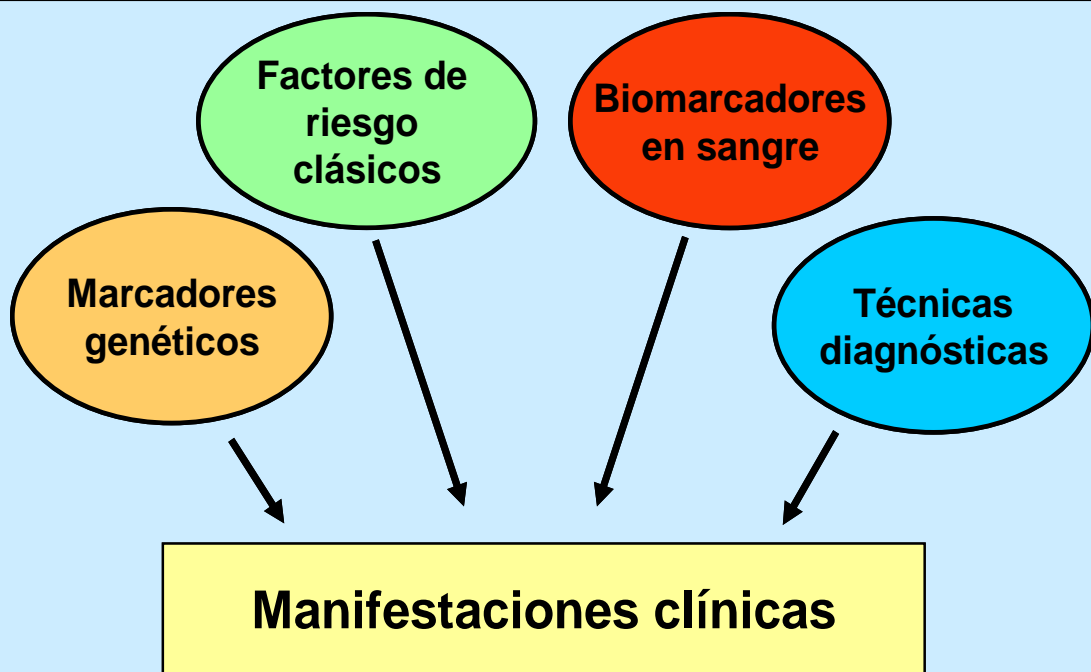 Factores de
riesgo
clásicos
Biomarcadores
en sangre
Marcadores
genéticos
Técnicas
diagnósticas
Manifestaciones clínicas